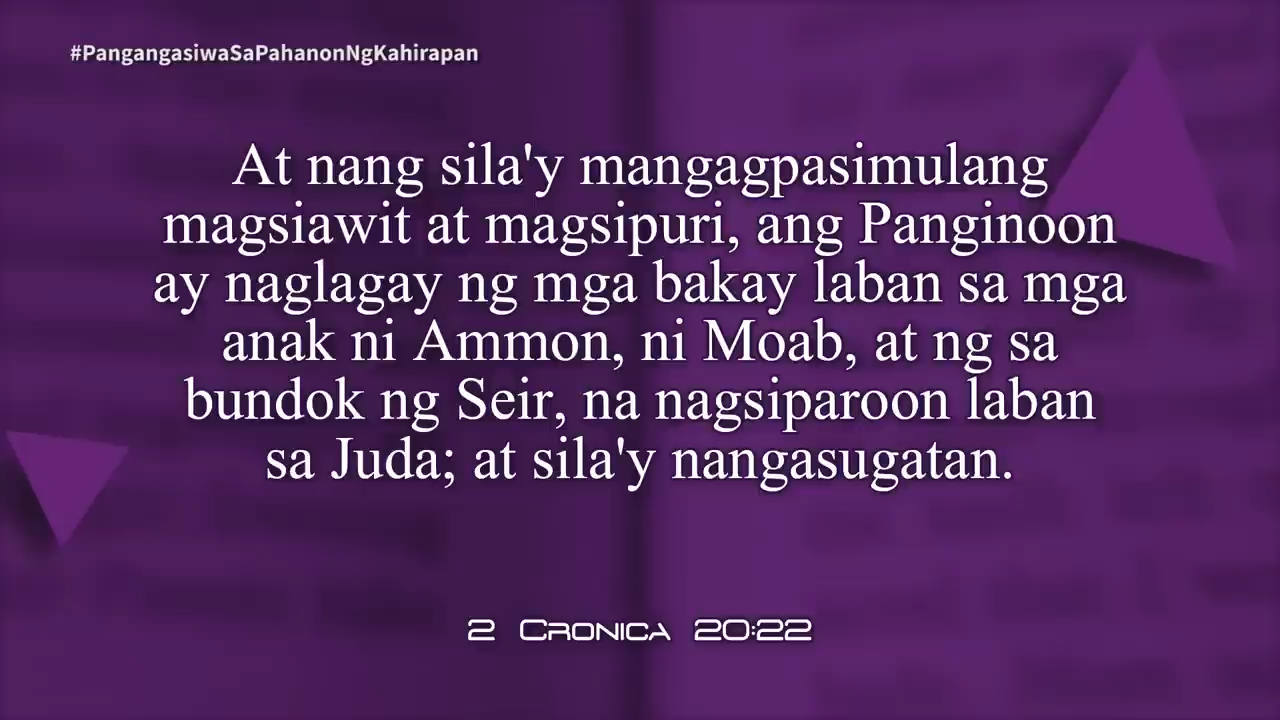 #PangangasiwaSaPahanonNgKahirapan
At nang sila'y mangagpasimulang
magsiawit at magsipuri, ang Panginoon
ay naglagay ng mga bakay laban sa mga
anak ni Ammon, ni Moab, at ng sa
bundok ng Seir, na nagsiparoon laban
sa Juda; at sila'y nangasugatan.
2 Cronica 20:22